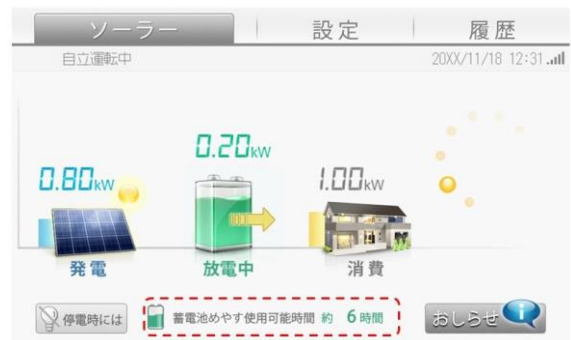 ソーラー 設定 履歴
自立運転中 20XX/11/18 12:31
0.20kW
0.80kW 1.00kW
発電 放電中 消費
停電時には 蓄電池めやす使用可能時間 約 6時間 おしらせ